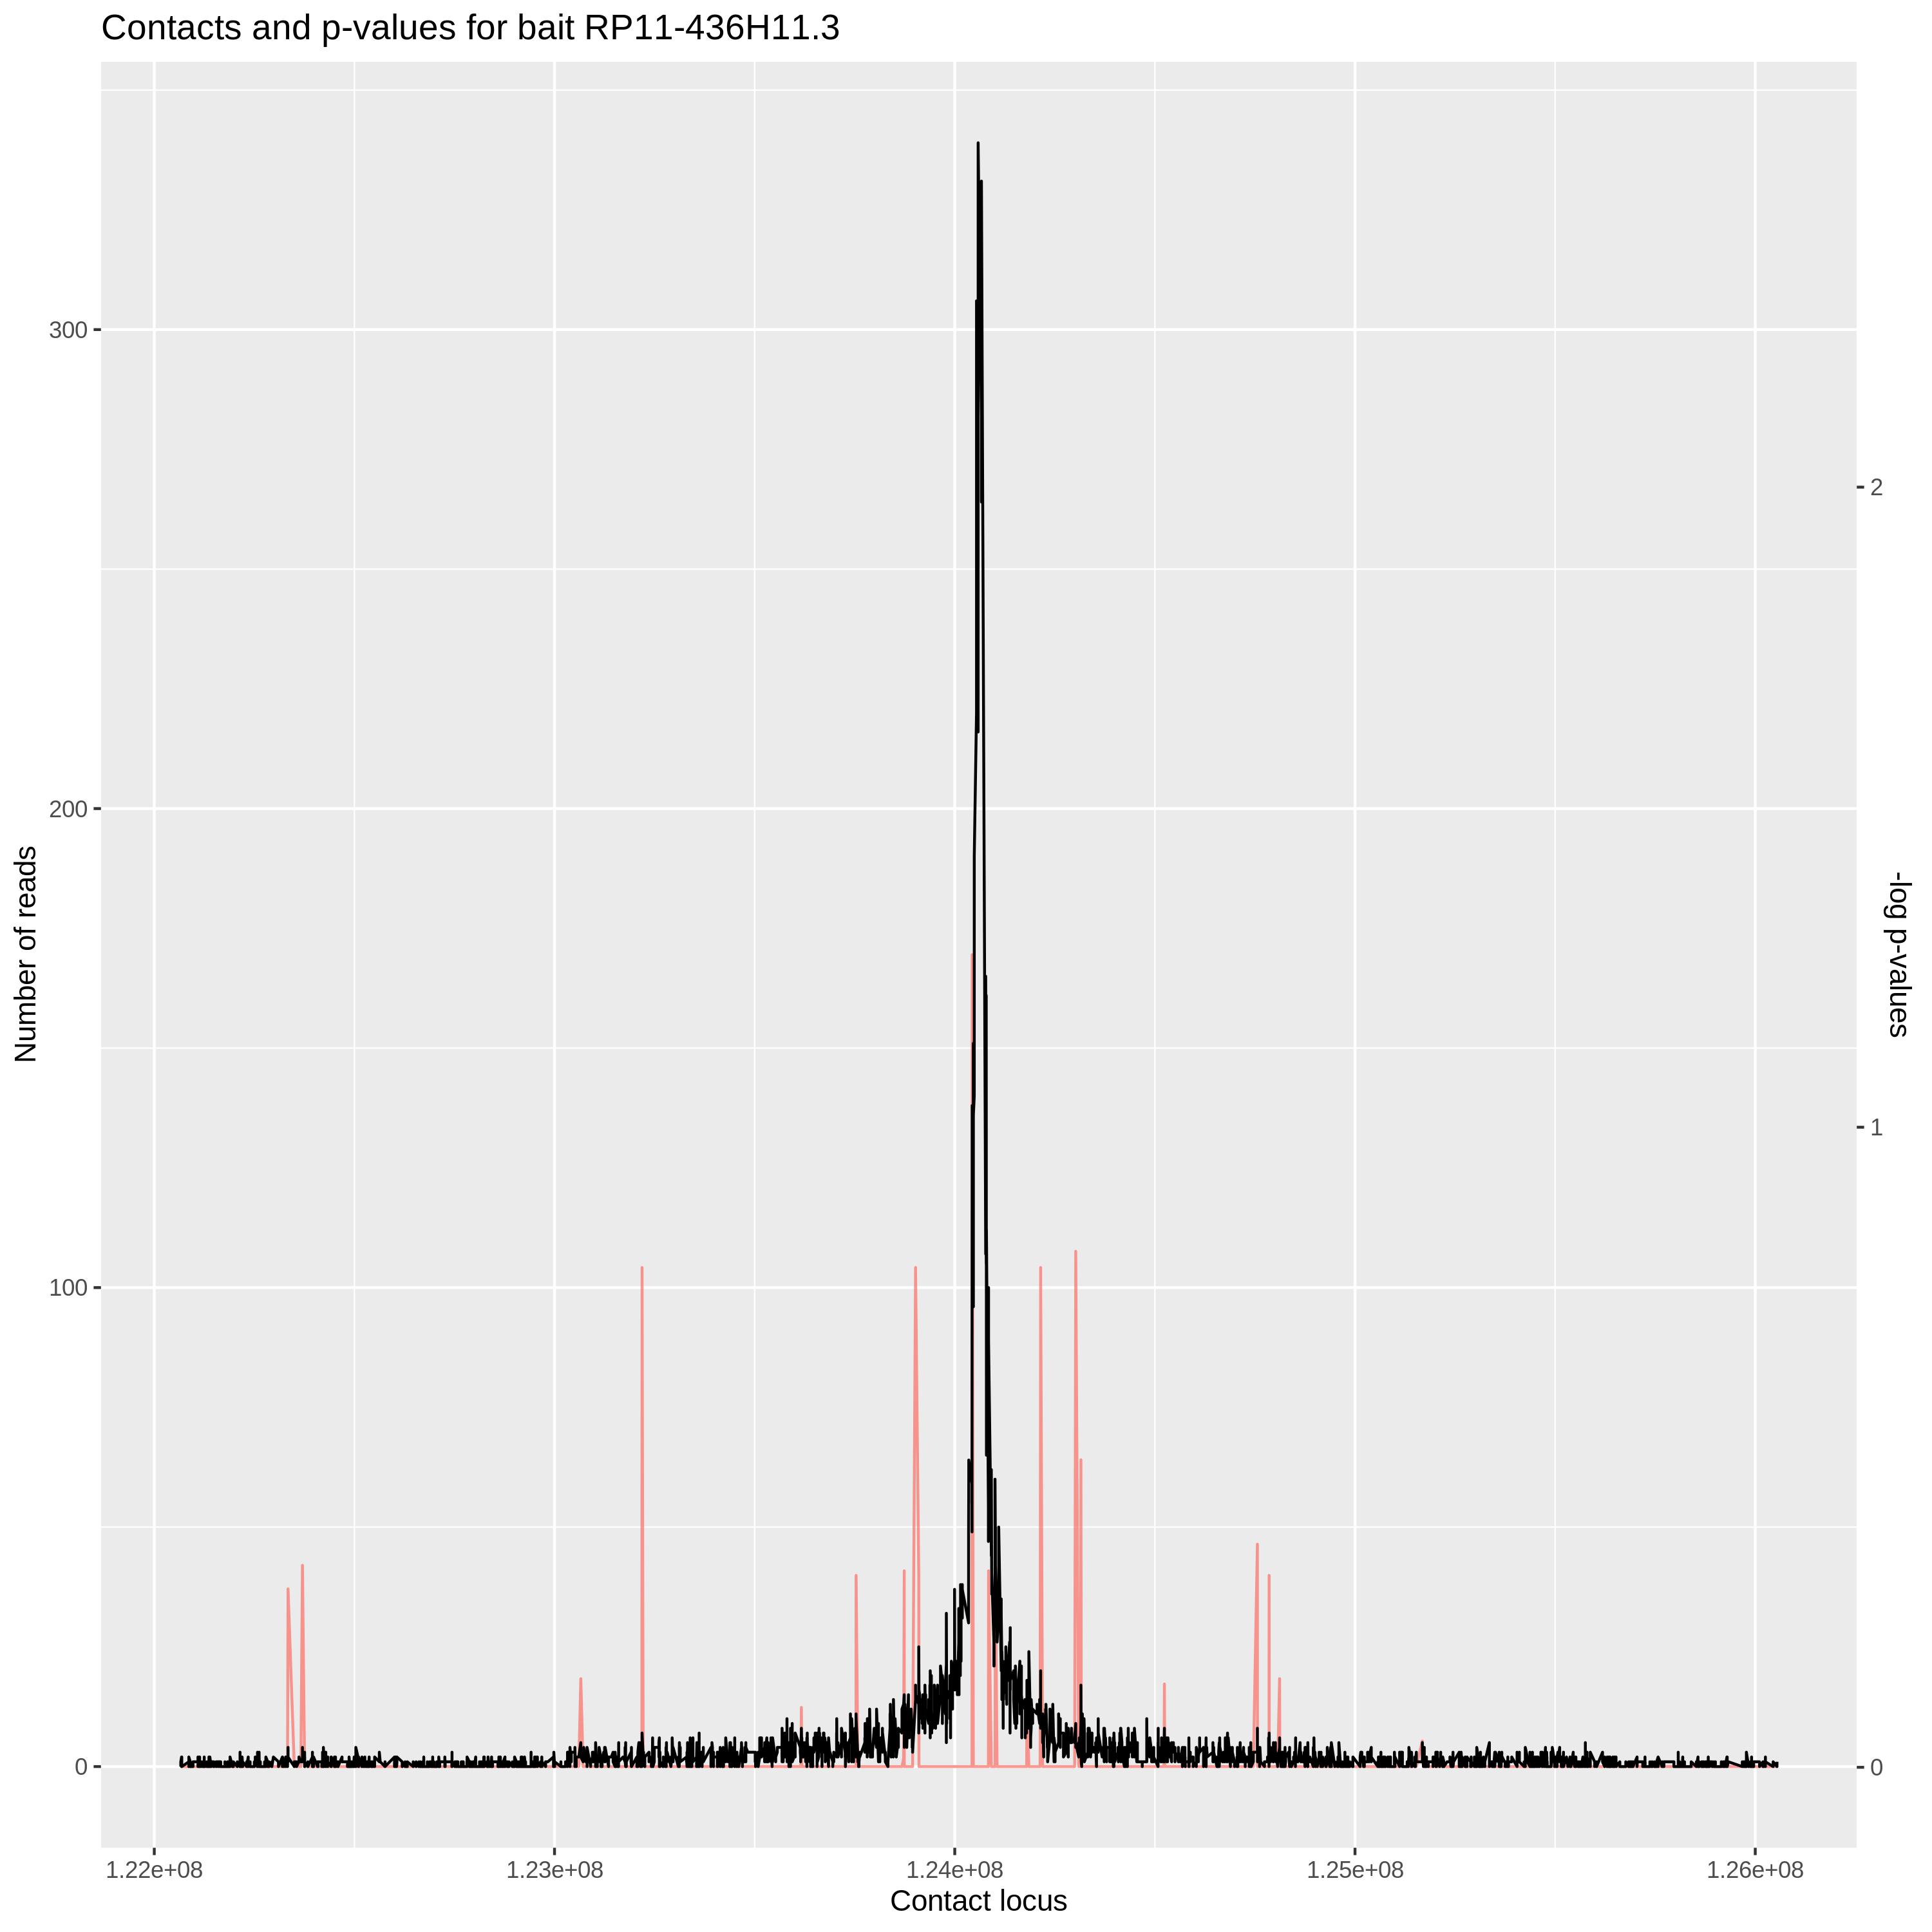 Contacts and p-values for bait RP11-436H11.3
300
200
100
0
Number of reads
2
1
0
-log p-values
1.22e+08
1.23e+08
1.24e+08
1.25e+08
1.26e+08
Contact locus